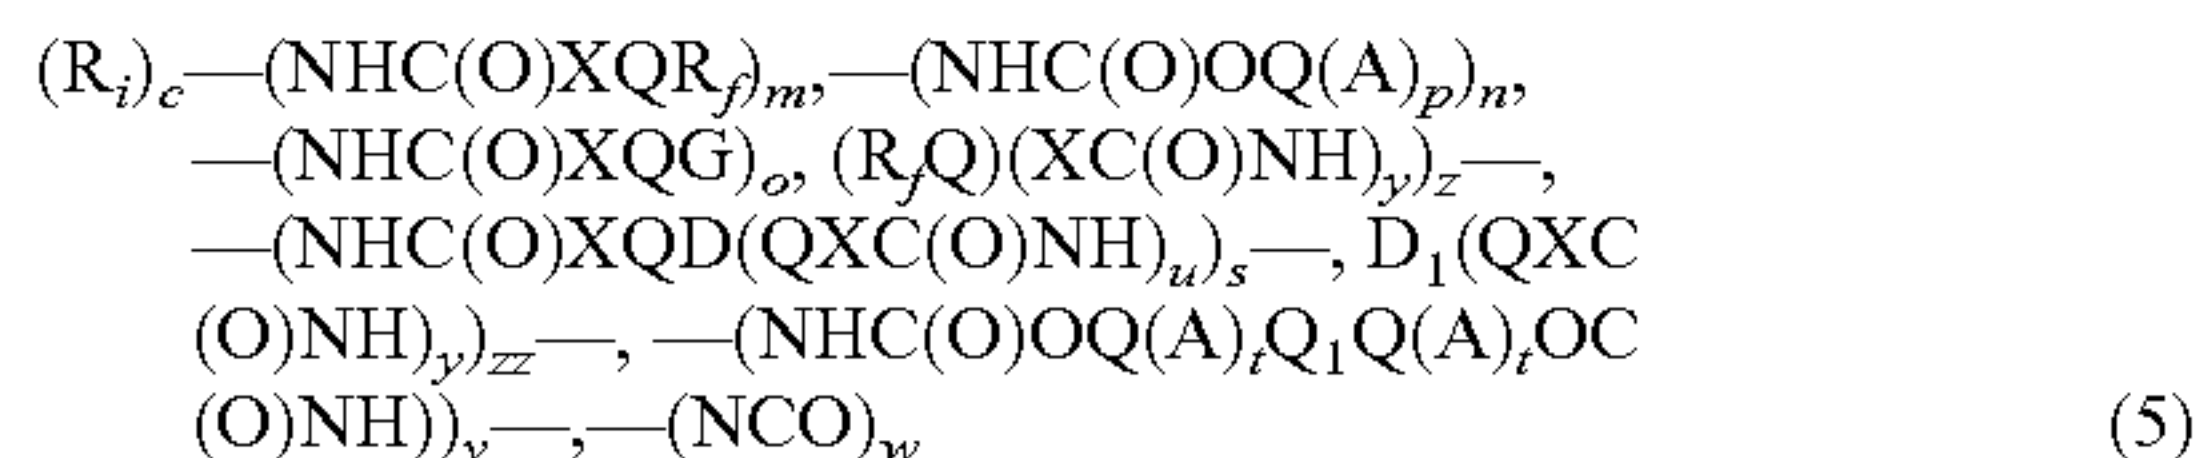 (R_i)_c—(NHC(O)XQR_f)_m,—(NHC(O)OQ(A)_p)_n,
—(NHC(O)XQG)_o, (R_fQ)(XC(O)NH)_y)_z—,
—(NHC(O)XQD(QXC(O)NH)_u)_s—, D_1(QXC
(O)NH)_y)_zz—, —(NHC(O)OQ(A)_tQ_1Q(A)_tOC
(O)NH))_v—,—(NCO)_w (5)